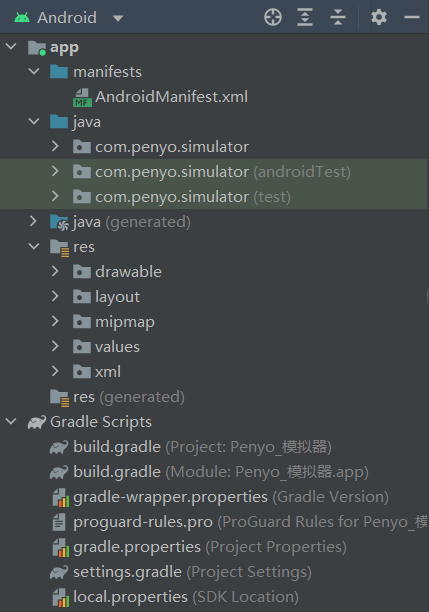 Android
app
manifests
MF AndroidManifest.xml
java
com.penyo.simulator
com.penyo.simulator (androidTest)
com.penyo.simulator (test)
java (generated)
res
drawable
layout
mipmap
values
xml
res (generated)
Gradle Scripts
build.gradle (Project: Penyo_模拟器)
build.gradle (Module: Penyo_模拟器.app)
gradle-wrapper.properties (Gradle Version)
proguard-rules.pro (ProGuard Rules for Penyo_模
gradle.properties (Project Properties)
settings.gradle (Project Settings)
local.properties (SDK Location)